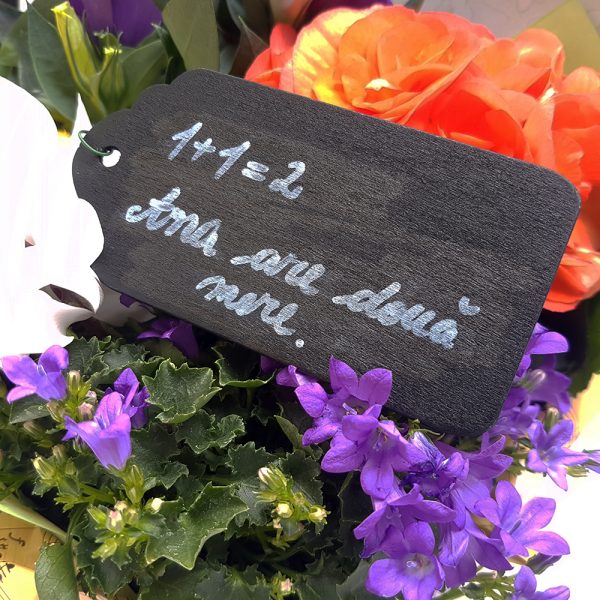 1+1=2
Ana are două
mere.